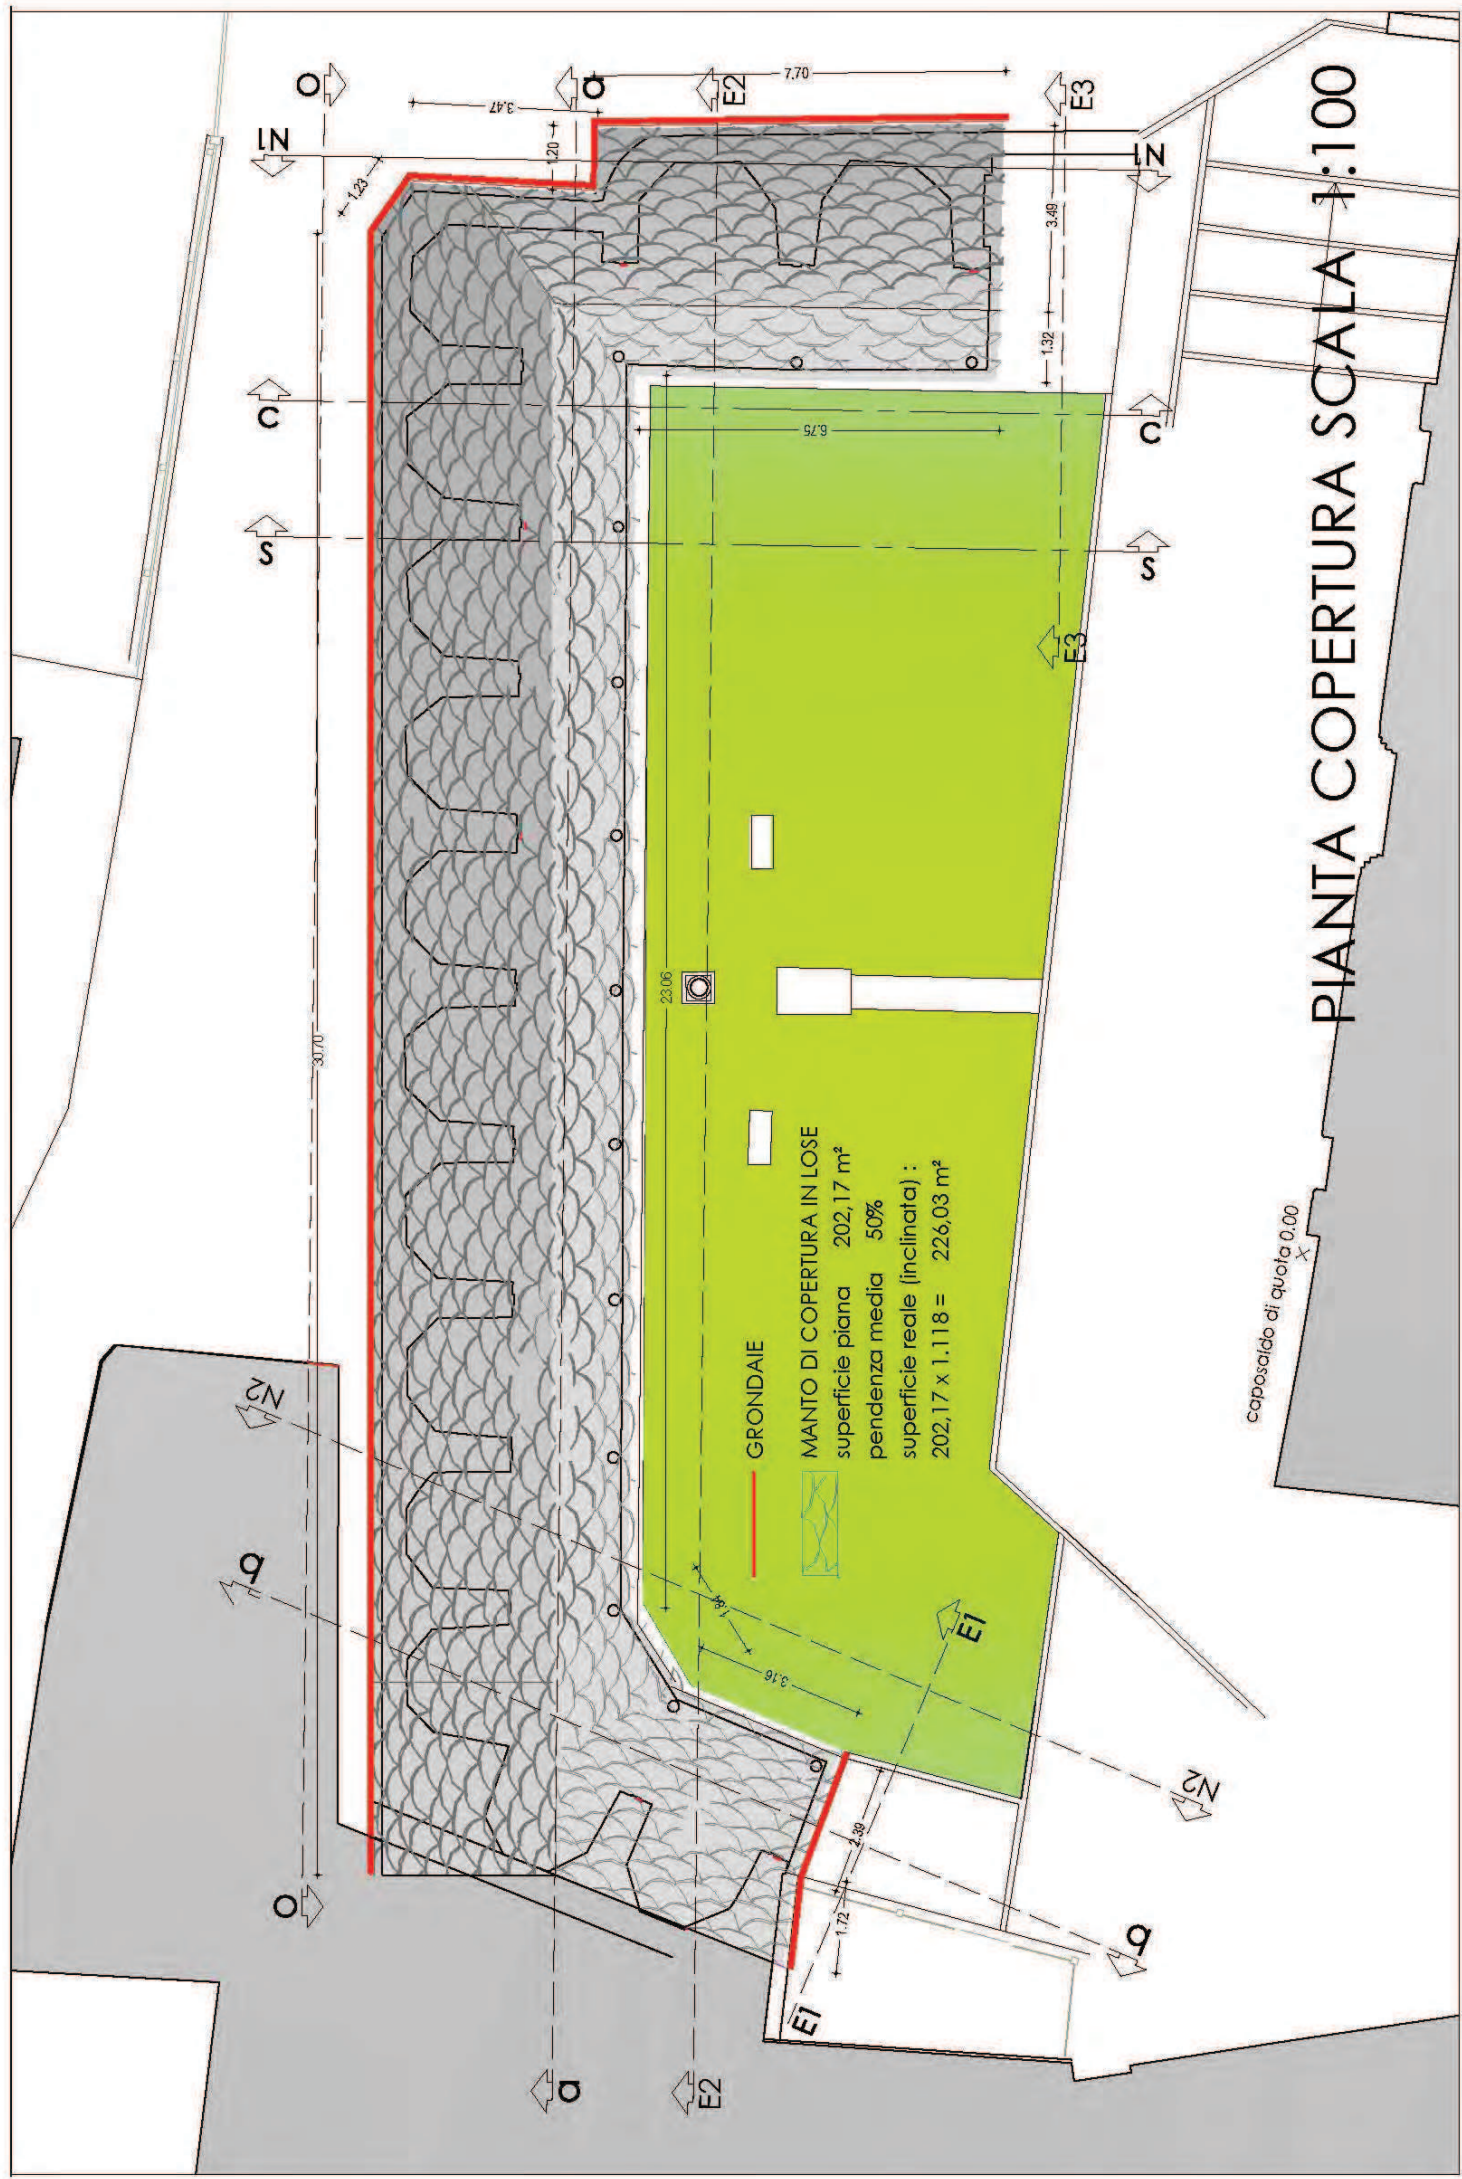 PIANTA COPERTURA SCALA 1:100
GRONDAIE
MANTO DI COPERTURA IN LOSE
superficie piana 202,17 m²
pendenza media 50%
superficie reale (inclinata) :
202,17 x 1.118 = 226,03 m²
caposaldo di quota 0.00
O
O
N1
N1
a
a
E2
E2
E3
E3
C
C
S
S
N2
N2
b
b
E1
E1
7.70
3.47
1.20
1.23
3.49
1.32
6.75
23.06
30.70
3.16
1.84
2.39
1.72